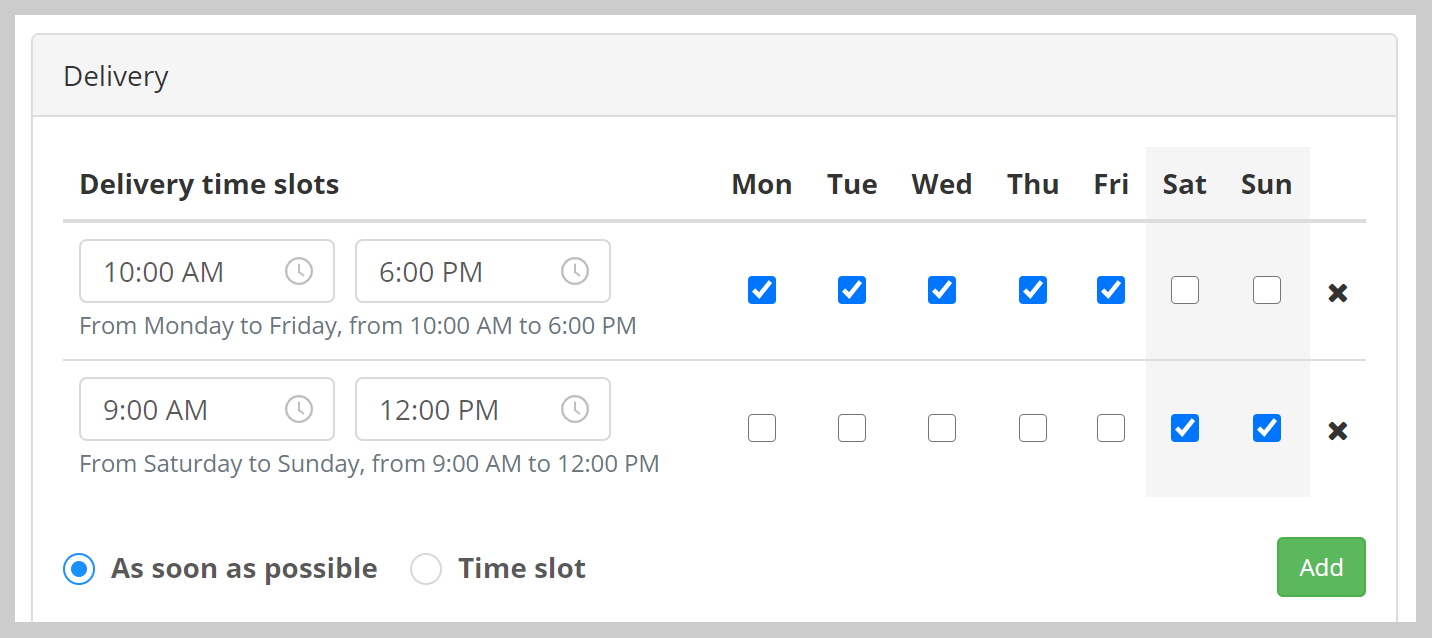 Delivery
Delivery time slots Mon Tue Wed Thu Fri Sat Sun
10:00 AM 6:00 PM
From Monday to Friday, from 10:00 AM to 6:00 PM
9:00 AM 12:00 PM
From Saturday to Sunday, from 9:00 AM to 12:00 PM
As soon as possible Time slot Add